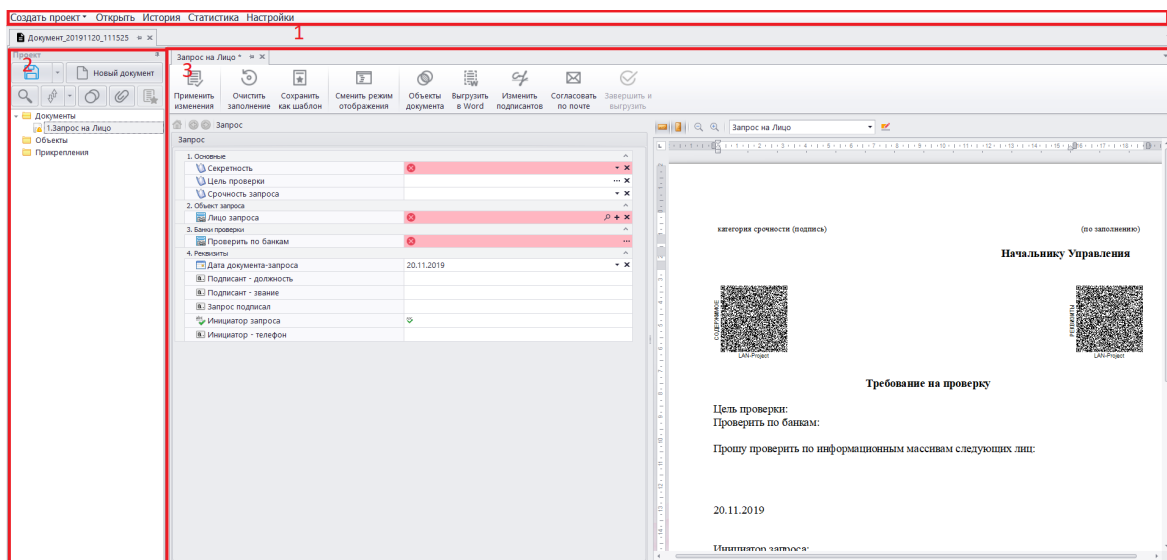 Создать проект Открыть История Статистика Настройки
1
Документ_20191120_111525
Проект
2
Новый документ
Документы
1.Запрос на Лицо
Объекты
Прикрепления
Запрос на Лицо *
3
Применить изменения
Очистить заполнение
Сохранить как шаблон
Сменить режим отображения
Объекты документа
Выгрузить в Word
Изменить подписантов
Согласовать по почте
Завершить и выгрузить
Запрос
Запрос
1. Основные
Секретность
Цель проверки
Срочность запроса
2. Объект запроса
Лицо запроса
3. Банки проверки
Проверить по банкам
4. Реквизиты
Дата документа-запроса 20.11.2019
Подписант - должность
Подписант - звание
Запрос подписал
Инициатор запроса
Инициатор - телефон
Запрос на Лицо
категория срочности (подпись) (по заполнению)
Начальнику Управления
СОДЕРЖИМОЕ
LAN-Project
РЕКВИЗИТЫ
LAN-Project
Требование на проверку
Цель проверки:
Проверить по банкам:
Прошу проверить по информационным массивам следующих лиц:
20.11.2019
Инициатор запроса: